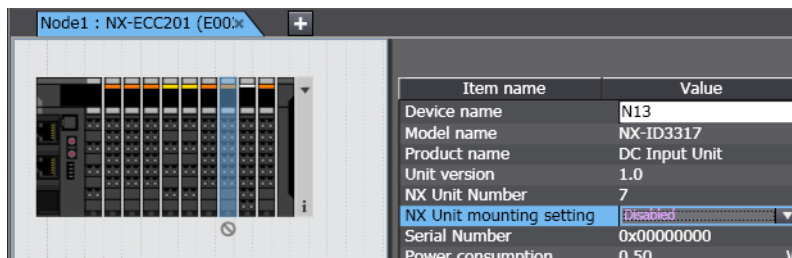 Node1 : NX-ECC201 (E00
Item name Value
Device name N13
Model name NX-ID3317
Product name DC Input Unit
Unit version 1.0
NX Unit Number 7
NX Unit mounting setting Disabled
Serial Number 0x00000000
Power consumption 0.50 W